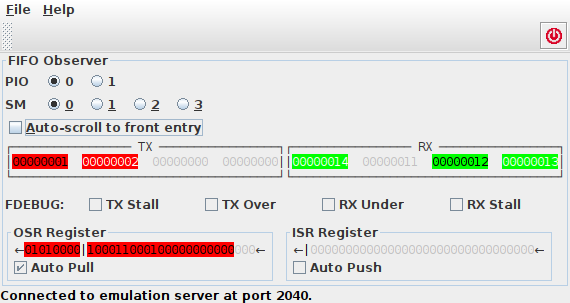 File Help
FIFO Observer
PIO 0 1
SM 0 1 2 3
Auto-scroll to front entry
TX RX
00000001 00000002 00000000 00000000 00000014 00000011 00000012 00000013
FDEBUG: TX Stall TX Over RX Under RX Stall
OSR Register ISR Register
←01010000|100011000100000000000000← ←|00000000000000000000000000000000←
Auto Pull Auto Push
Connected to emulation server at port 2040.